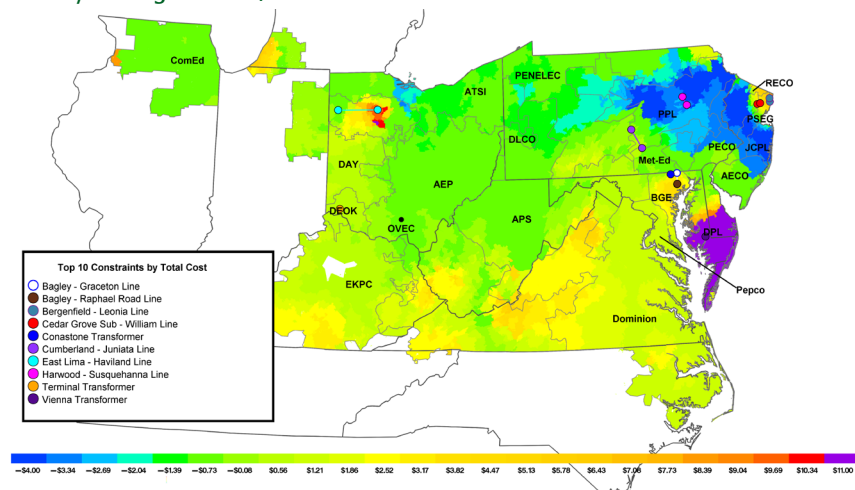 ComEd
PENELEC
ATSI
RECO
PPL
PSEG
DLCO
PECO
JCPL
Met-Ed
DAY
AECO
AEP
BGE
DEOK
APS
OVEC
DPL
EKPC
Pepco
Dominion
Top 10 Constraints by Total Cost
Bagley - Graceton Line
Bagley - Raphael Road Line
Bergenfield - Leonia Line
Cedar Grove Sub - William Line
Conastone Transformer
Cumberland - Juniata Line
East Lima - Haviland Line
Harwood - Susquehanna Line
Terminal Transformer
Vienna Transformer
−$4.00 −$3.34 −$2.69 −$2.04 −$1.39 −$0.73 −$0.08 $0.56 $1.21 $1.86 $2.52 $3.17 $3.82 $4.47 $5.13 $5.78 $6.43 $7.08 $7.73 $8.39 $9.04 $9.69 $10.34 $11.00